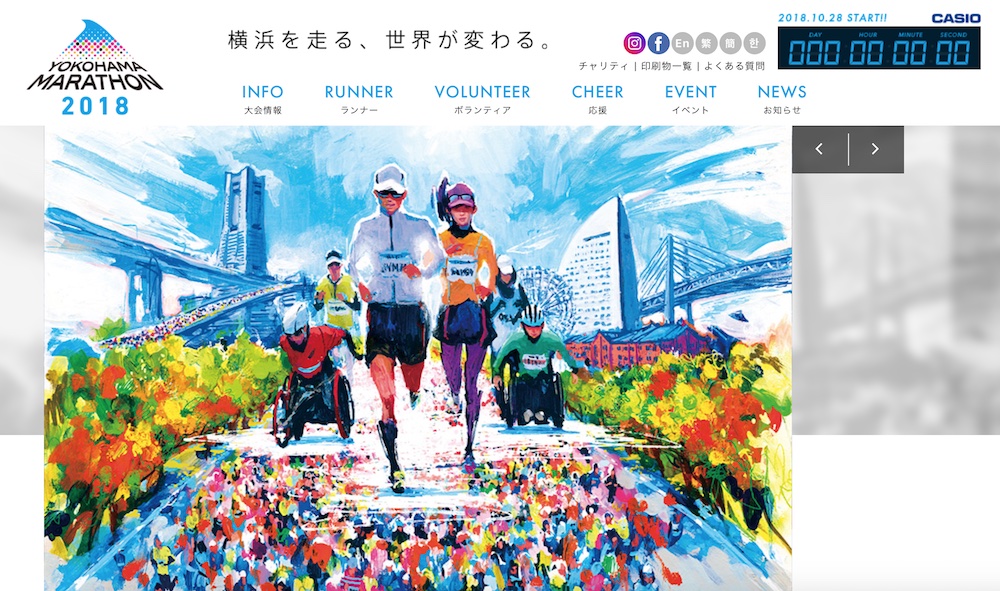 YOKOHAMA
MARATHON
2018
横浜を走る、世界が変わる。
En 繁 簡 한
チャリティ | 印刷物一覧 | よくある質問
2018.10.28 START!!
CASIO
DAY HOUR MINUTE SECOND
000 00 00 00
INFO
大会情報
RUNNER
ランナー
VOLUNTEER
ボランティア
CHEER
応援
EVENT
イベント
NEWS
お知らせ